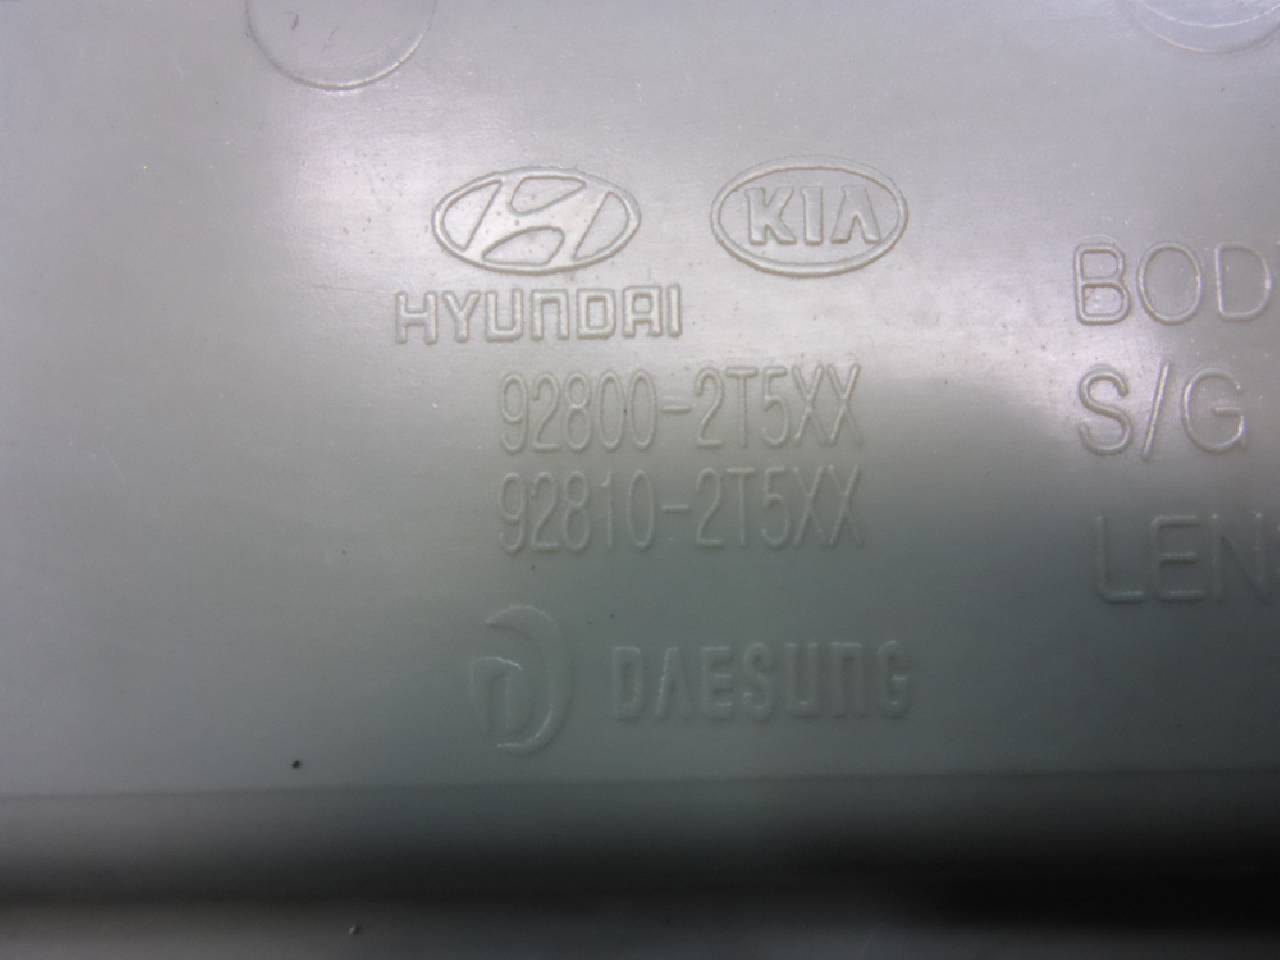 KIA
HYUNDAI
92800-2T5XX
92810-2T5XX
DAESUNG
BOD
S/G
LEN